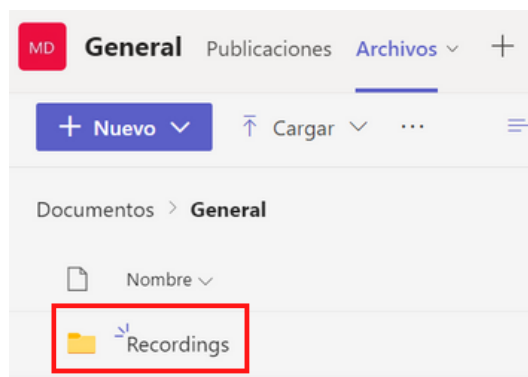 MD General Publicaciones Archivos
Nuevo Cargar ...
Documentos > General
Nombre
Recordings